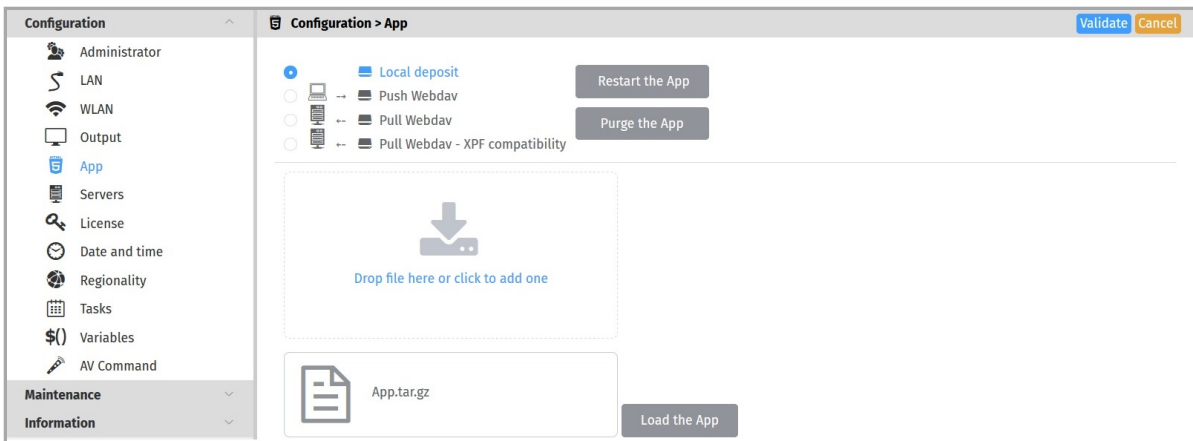 Configuration
Administrator
LAN
WLAN
Output
App
Servers
License
Date and time
Regionality
Tasks
$() Variables
AV Command
Maintenance
Information
Configuration > App
Validate Cancel
Local deposit
Push Webdav
Pull Webdav
Pull Webdav - XPF compatibility
Restart the App
Purge the App
Drop file here or click to add one
App.tar.gz
Load the App